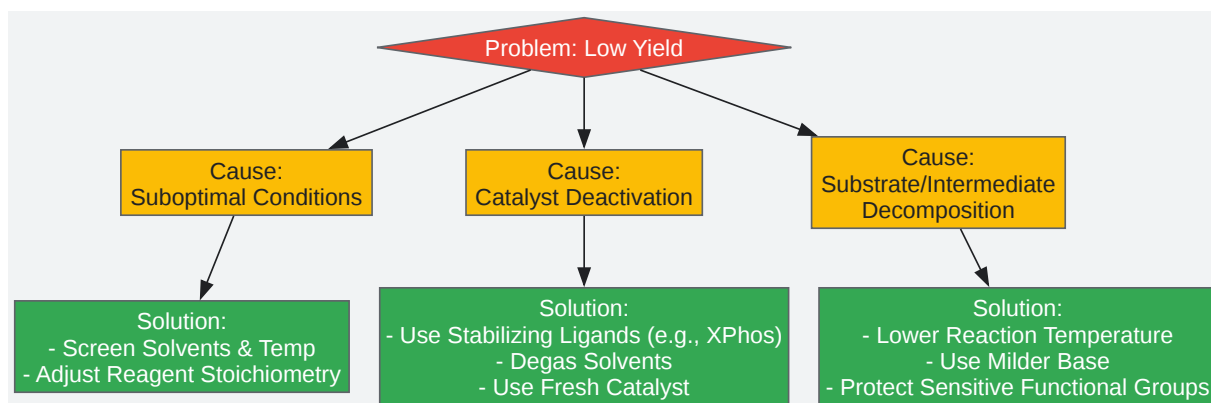 Problem: Low Yield
Cause:
Suboptimal Conditions
Cause:
Catalyst Deactivation
Cause:
Substrate/Intermediate
Decomposition
Solution:
- Screen Solvents & Temp
- Adjust Reagent Stoichiometry
Solution:
- Use Stabilizing Ligands (e.g., XPhos)
- Degas Solvents
- Use Fresh Catalyst
Solution:
- Lower Reaction Temperature
- Use Milder Base
- Protect Sensitive Functional Groups